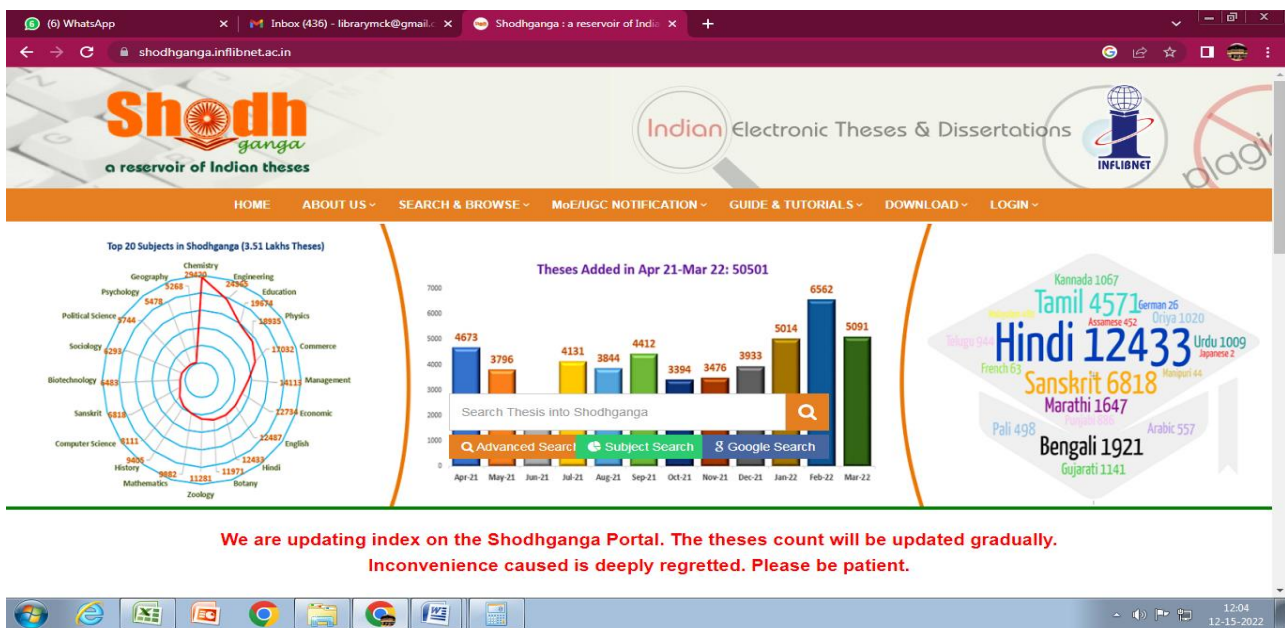 (6) WhatsApp
Inbox (436) - librarymck@gmail.c
Shodhganga : a reservoir of India
shodhganga.inflibnet.ac.in
Shodh
ganga
a reservoir of Indian theses
Indian Electronic Theses & Dissertations
INFLIBNET
plagi
HOME ABOUT US SEARCH & BROWSE MoE/UGC NOTIFICATION GUIDE & TUTORIALS DOWNLOAD LOGIN
Top 20 Subjects in Shodhganga (3.51 Lakhs Theses)
Chemistry
29420
Engineering
24365
Education
19674
Physics
18935
Commerce
17032
Management
14113
Economic
12734
English
12487
Hindi
12433
Botany
11971
Zoology
11281
Mathematics
9882
History
9405
Computer Science
8111
Sanskrit
6818
Biotechnology
6483
Sociology
6293
Political Science
5744
Psychology
5478
Geography
5268
Theses Added in Apr 21-Mar 22: 50501
7000
6000
5000
4000
3000
2000
1000
0
4673 3796 4131 3844 4412 3394 3476 3933 5014 6562 5091
Search Thesis into Shodhganga
Advanced Search Subject Search Google Search
Apr-21 May-21 Jun-21 Jul-21 Aug-21 Sep-21 Oct-21 Nov-21 Dec-21 Jan-22 Feb-22 Mar-22
Kannada 1067
Tamil 4571
German 26
Assamese 452
Oriya 1020
Telugu 944
Hindi 12433
Urdu 1009
Japanese 2
French 63
Sanskrit 6818
Manipuri 44
Marathi 1647
Pali 498
Arabic 557
Bengali 1921
Gujarati 1141
We are updating index on the Shodhganga Portal. The theses count will be updated gradually.
Inconvenience caused is deeply regretted. Please be patient.
12:04
12-15-2022